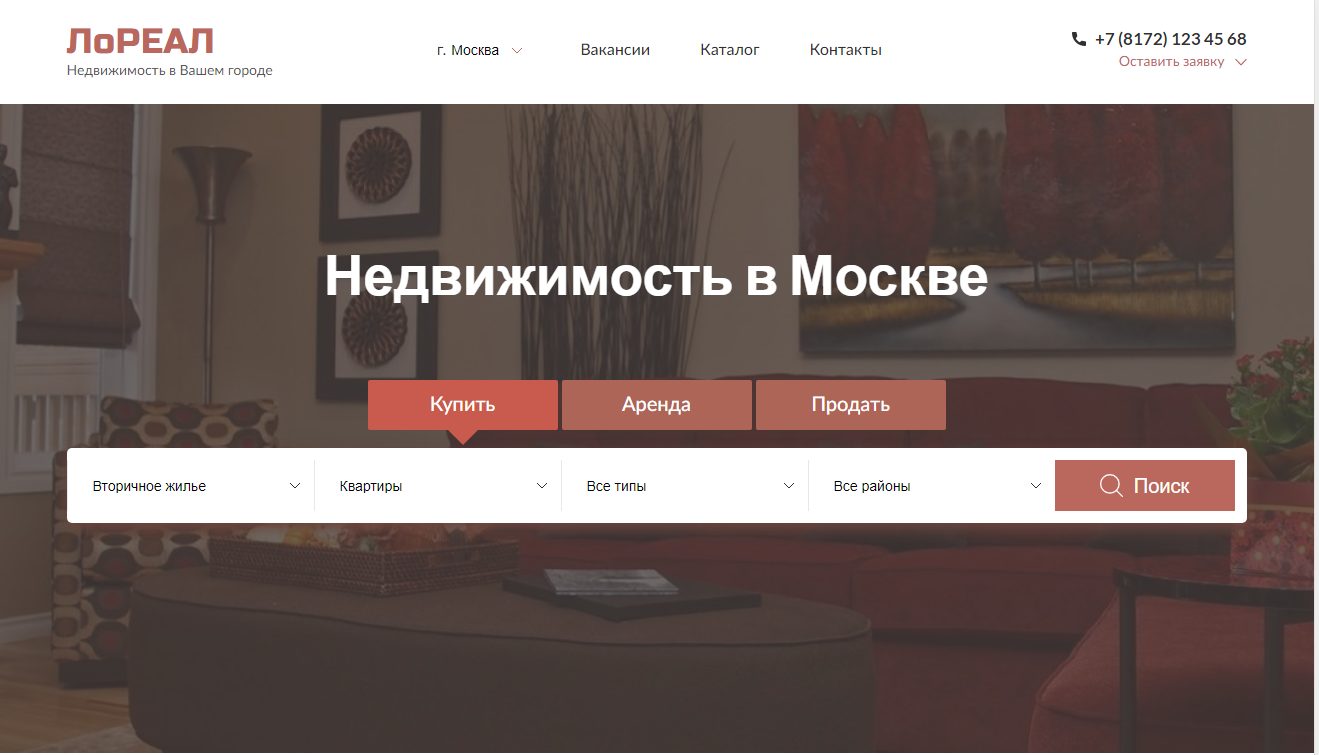 ЛоРЕАЛ
Недвижимость в Вашем городе
г. Москва
Вакансии
Каталог
Контакты
+7 (8172) 123 45 68
Оставить заявку
Недвижимость в Москве
Купить
Аренда
Продать
Вторичное жилье
Квартиры
Все типы
Все районы
Поиск